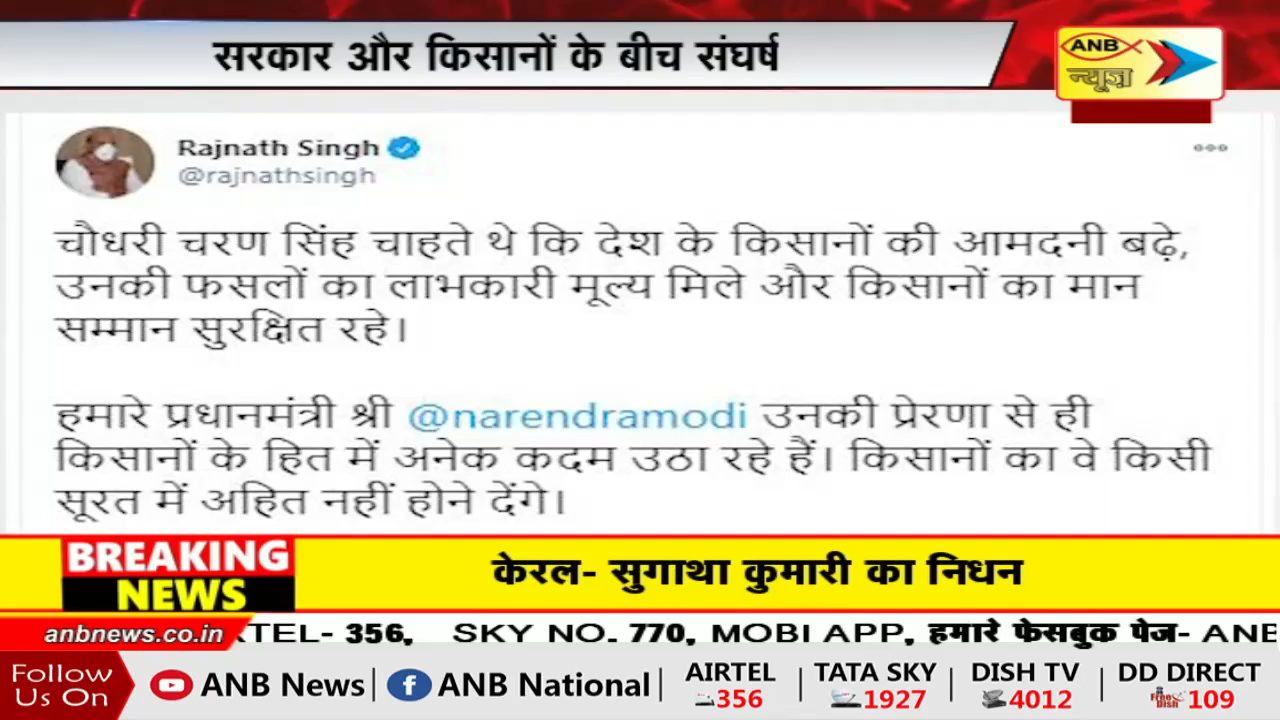 सरकार और किसानों के बीच संघर्ष
ANB
न्यूज़
Rajnath Singh
@rajnathsingh
चौधरी चरण सिंह चाहते थे कि देश के किसानों की आमदनी बढ़े,
उनकी फसलों का लाभकारी मूल्य मिले और किसानों का मान
सम्मान सुरक्षित रहे।
हमारे प्रधानमंत्री श्री @narendramodi उनकी प्रेरणा से ही
किसानों के हित में अनेक कदम उठा रहे हैं। किसानों का वे किसी
सूरत में अहित नहीं होने देंगे।
BREAKING
NEWS
केरल- सुगाथा कुमारी का निधन
anbnews.co.in
RTEL- 356, SKY NO. 770, MOBI APP, हमारे फेसबुक पेज- ANB
Follow
Us On
ANB News
ANB National
AIRTEL
356
TATA SKY
1927
DISH TV
4012
DD DIRECT
Free Dish 109